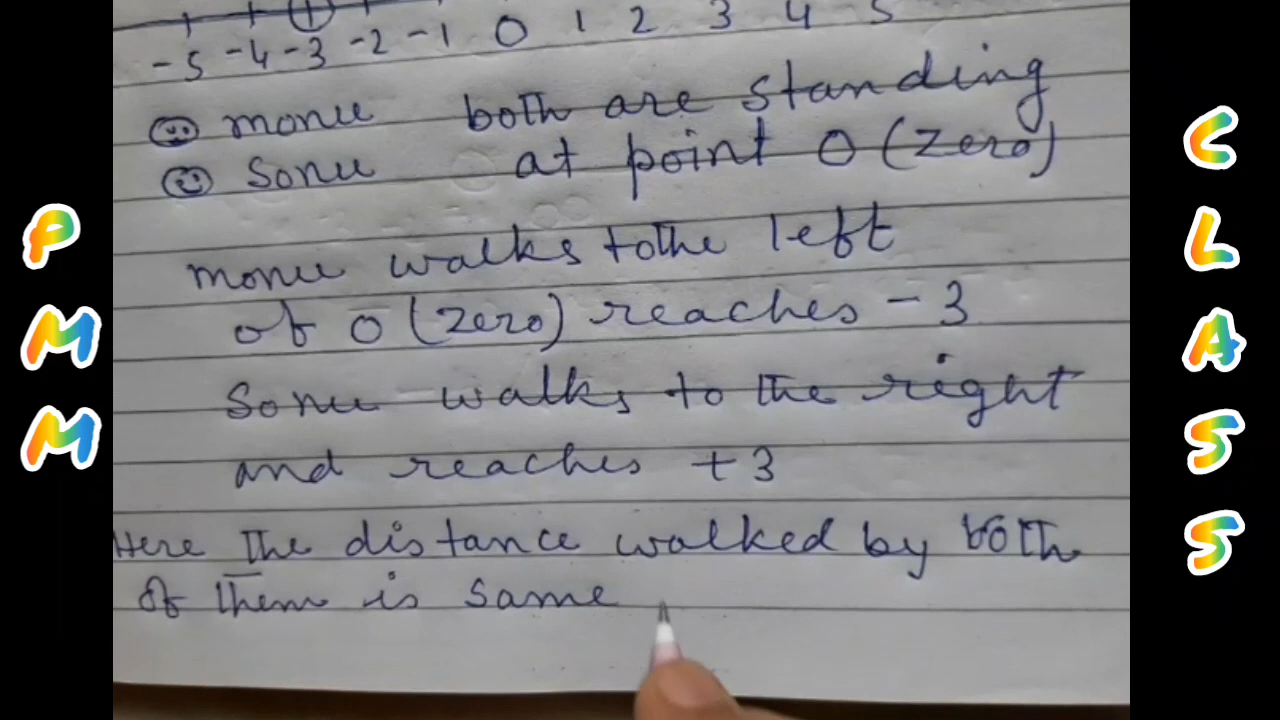 -5 -4 -3 -2 -1 0 1 2 3 4 5
monu both are standing
sonu at point 0 (zero)
monu walks to the left
of 0 (zero) reaches -3
Sonu walks to the right
and reaches +3
Here The distance walked by both
of them is same
PMM
CLASS